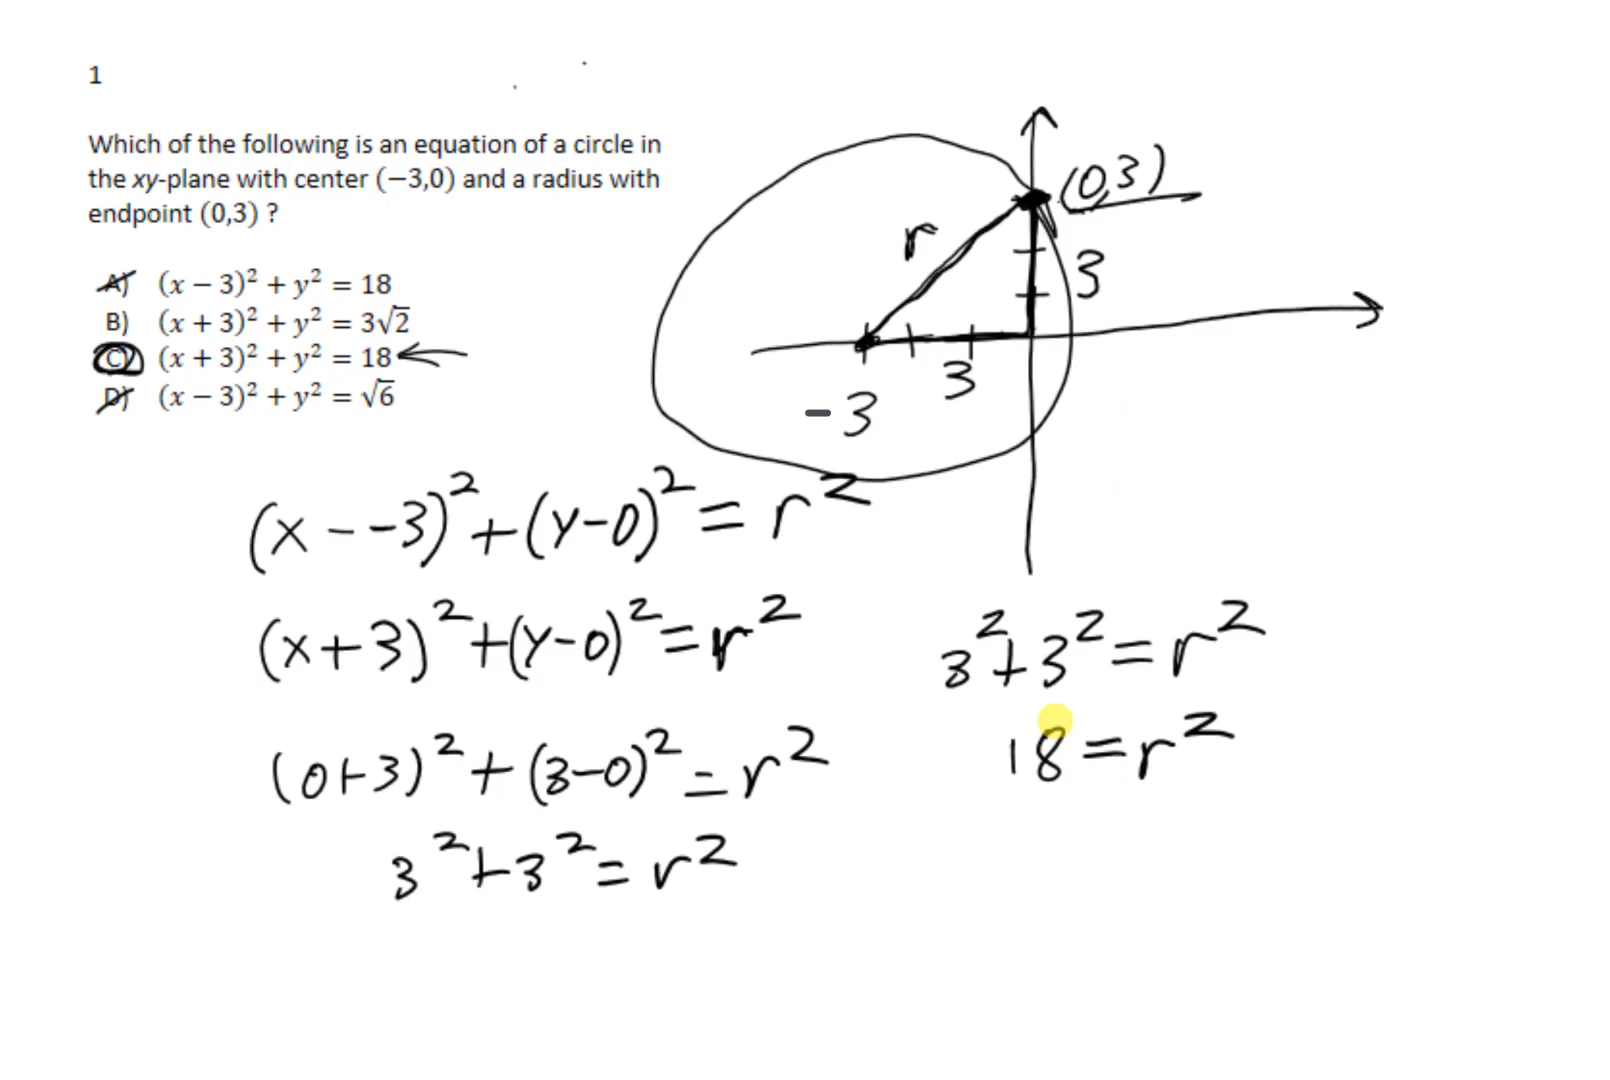 1
Which of the following is an equation of a circle in
the xy-plane with center (−3,0) and a radius with
endpoint (0,3) ?
A) (x − 3)² + y² = 18
B) (x + 3)² + y² = 3√2
C) (x + 3)² + y² = 18
D) (x − 3)² + y² = √6
(0,3)
r
3
3
-3
(x - -3)² + (y-0)² = r²
(x+3)² + (y-0)² = r²
(0+3)² + (3-0)² = r²
3² + 3² = r²
3² + 3² = r²
18 = r²